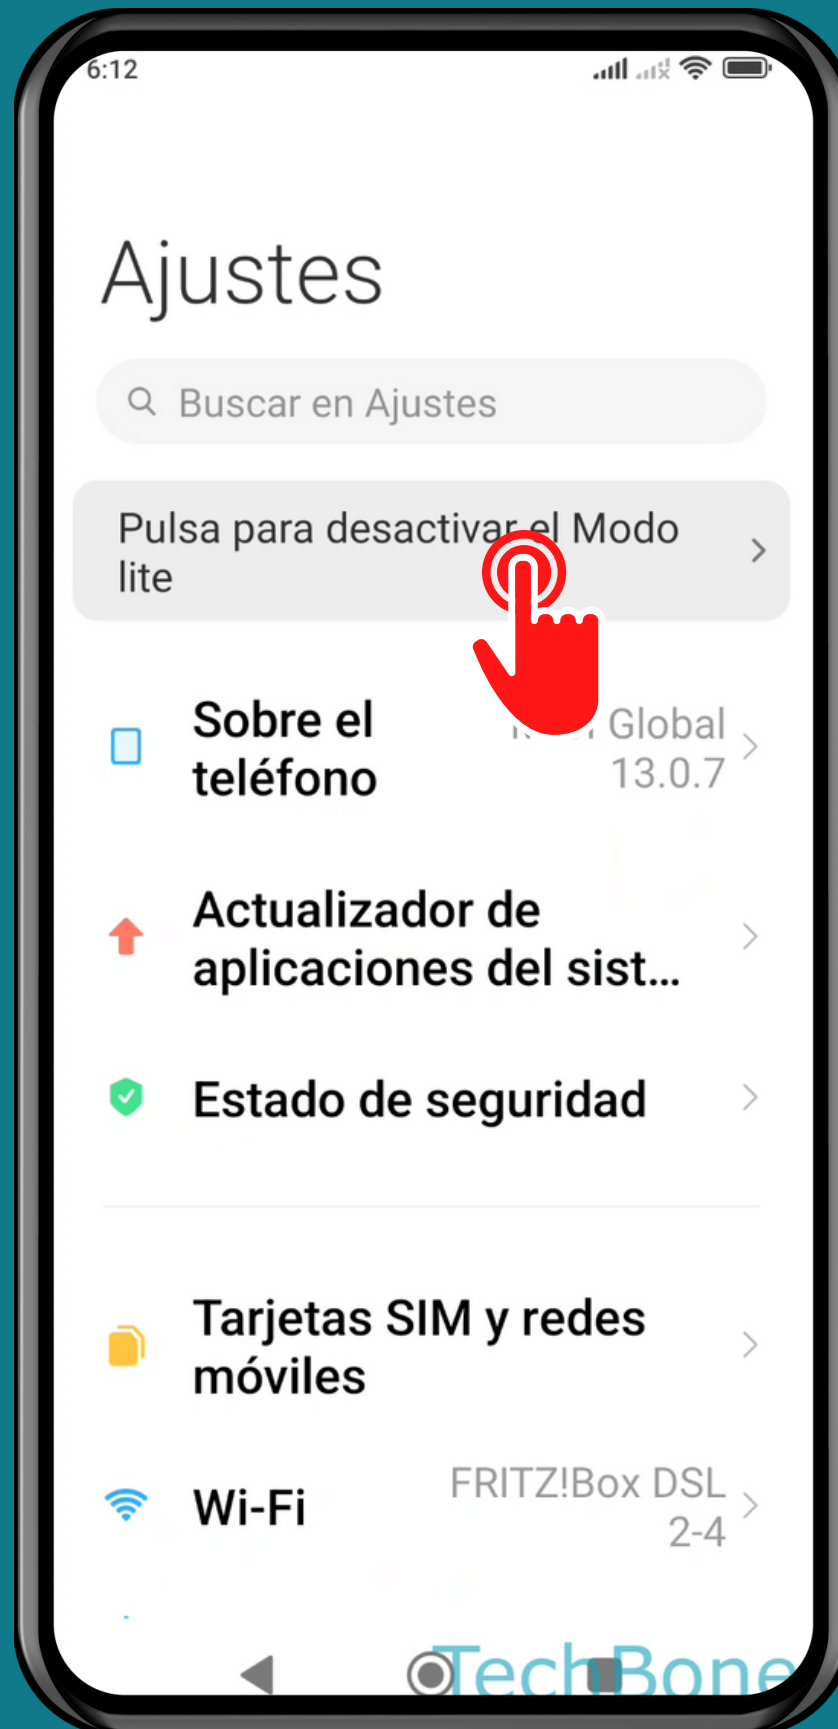 6:12
Ajustes
Buscar en Ajustes
Pulsa para desactivar el Modo
lite
Sobre el
teléfono
Global
13.0.7
Actualizador de
aplicaciones del sist...
Estado de seguridad
Tarjetas SIM y redes
móviles
Wi-Fi
FRITZ!Box DSL
2-4
TechBone